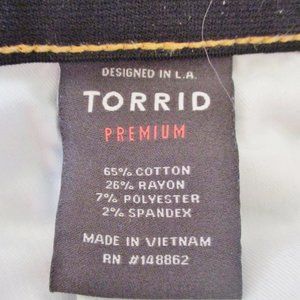 DESIGNED IN L.A.
TORRID
PREMIUM
65% COTTON
26% RAYON
7% POLYESTER
2% SPANDEX
MADE IN VIETNAM
RN #148862